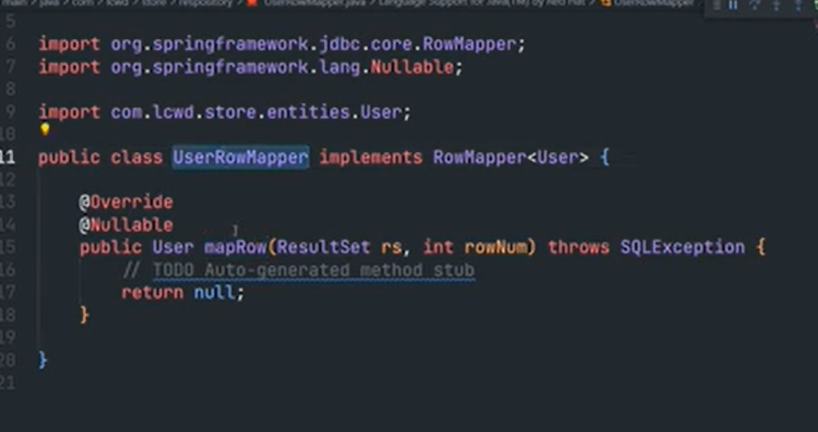 main / java / com / lcwd / store / respository / UserRowMapper.java / Language Support for Java(TM) by Red Hat / UserRowMapper
5
6 import org.springframework.jdbc.core.RowMapper;
7 import org.springframework.lang.Nullable;
8
9 import com.lcwd.store.entities.User;
10
11 public class UserRowMapper implements RowMapper<User> {
12
13 @Override
14 @Nullable
15 public User mapRow(ResultSet rs, int rowNum) throws SQLException {
16 // TODO Auto-generated method stub
17 return null;
18 }
19
20 }
21